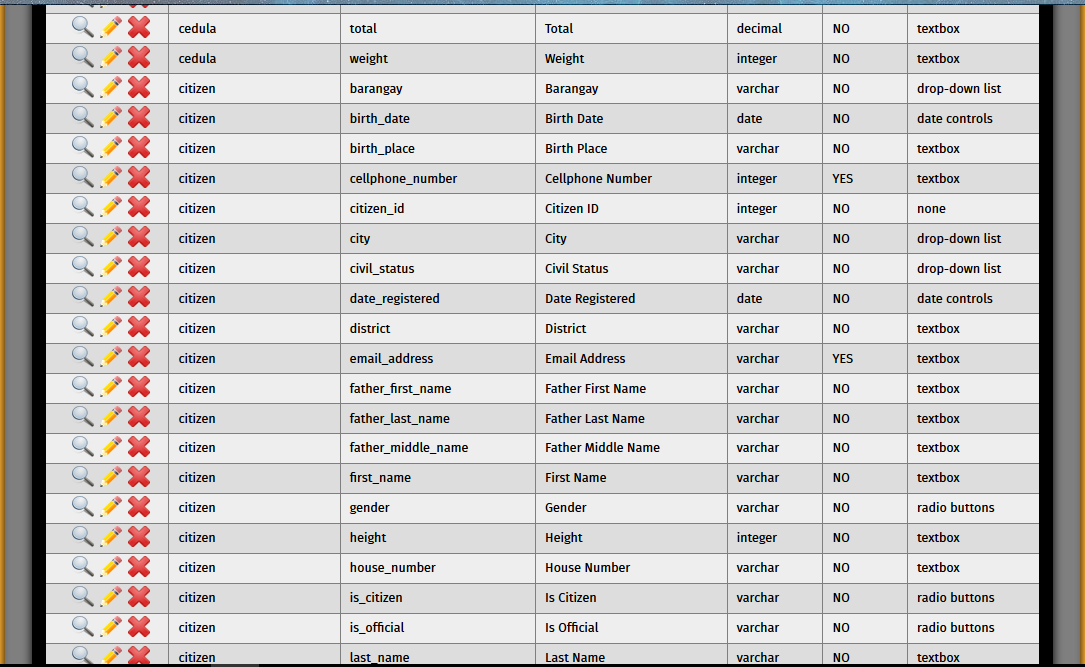 cedula total Total decimal NO textbox
cedula weight Weight integer NO textbox
citizen barangay Barangay varchar NO drop-down list
citizen birth_date Birth Date date NO date controls
citizen birth_place Birth Place varchar NO textbox
citizen cellphone_number Cellphone Number integer YES textbox
citizen citizen_id Citizen ID integer NO none
citizen city City varchar NO drop-down list
citizen civil_status Civil Status varchar NO drop-down list
citizen date_registered Date Registered date NO date controls
citizen district District varchar NO textbox
citizen email_address Email Address varchar YES textbox
citizen father_first_name Father First Name varchar NO textbox
citizen father_last_name Father Last Name varchar NO textbox
citizen father_middle_name Father Middle Name varchar NO textbox
citizen first_name First Name varchar NO textbox
citizen gender Gender varchar NO radio buttons
citizen height Height integer NO textbox
citizen house_number House Number varchar NO textbox
citizen is_citizen Is Citizen varchar NO radio buttons
citizen is_official Is Official varchar NO radio buttons
citizen last_name Last Name varchar NO textbox